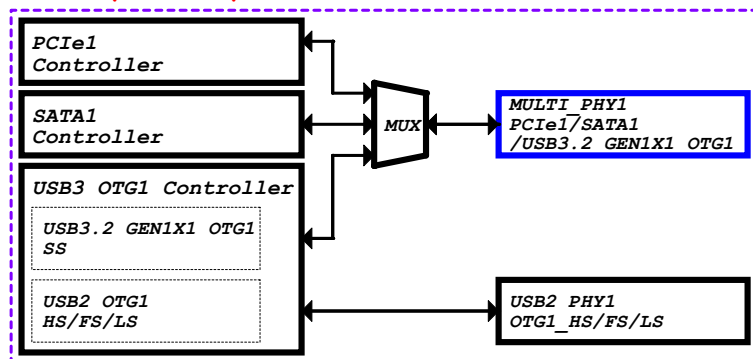 PCIe1
Controller
SATA1
Controller
USB3 OTG1 Controller
USB3.2 GEN1X1 OTG1
SS
USB2 OTG1
HS/FS/LS
MUX
MULTI_PHY1
PCIe1/SATA1
/USB3.2 GEN1X1 OTG1
USB2 PHY1
OTG1_HS/FS/LS